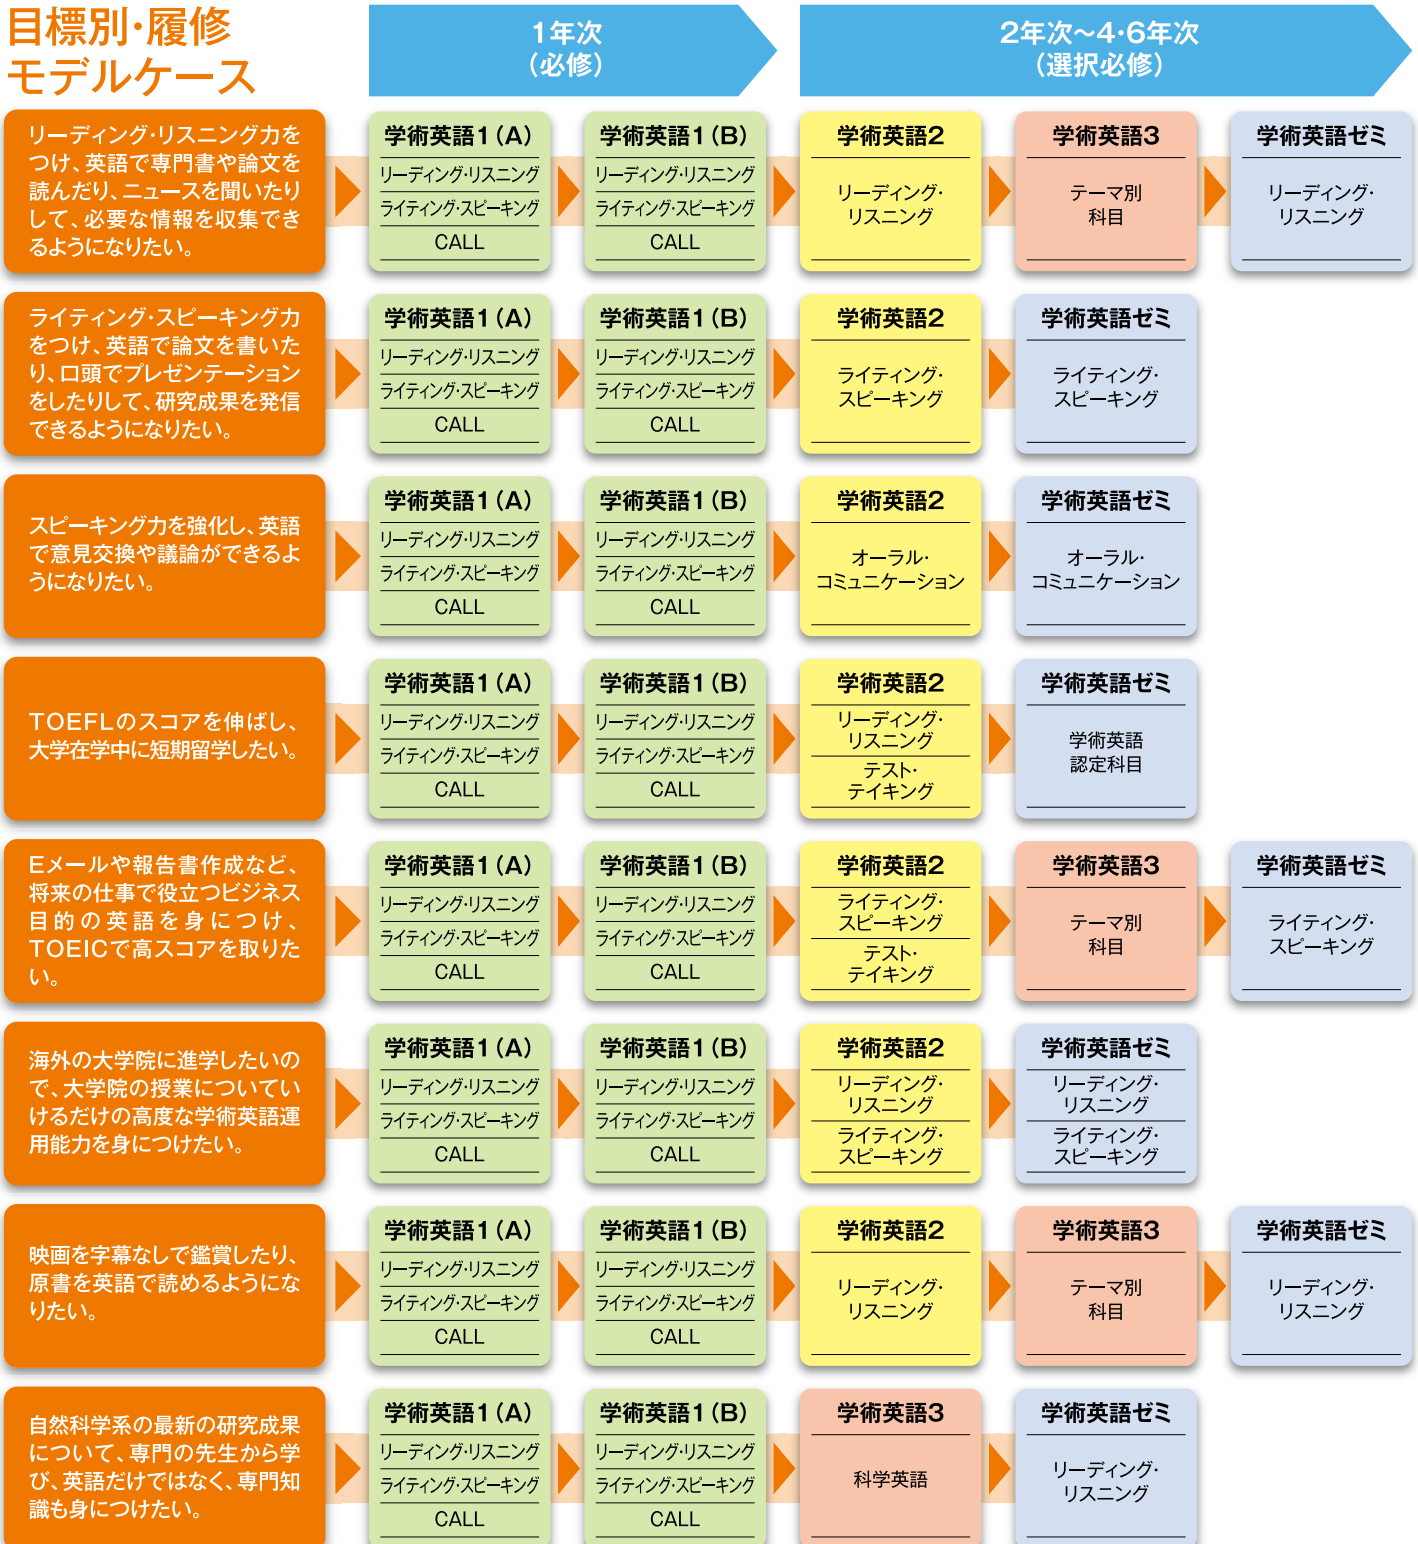 目標別・履修
モデルケース
1年次
（必修）
2年次～4・6年次
（選択必修）
リーディング・リスニング力を
つけ、英語で専門書や論文を
読んだり、ニュースを聞いたり
して、必要な情報を収集でき
るようになりたい。
学術英語1（A）
リーディング・リスニング
ライティング・スピーキング
CALL
学術英語1（B）
リーディング・リスニング
ライティング・スピーキング
CALL
学術英語2
リーディング・
リスニング
学術英語3
テーマ別
科目
学術英語ゼミ
リーディング・
リスニング
ライティング・スピーキング力
をつけ、英語で論文を書いた
り、口頭でプレゼンテーション
をしたりして、研究成果を発信
できるようになりたい。
学術英語1（A）
リーディング・リスニング
ライティング・スピーキング
CALL
学術英語1（B）
リーディング・リスニング
ライティング・スピーキング
CALL
学術英語2
ライティング・
スピーキング
学術英語ゼミ
ライティング・
スピーキング
スピーキング力を強化し、英語
で意見交換や議論ができるよ
うになりたい。
学術英語1（A）
リーディング・リスニング
ライティング・スピーキング
CALL
学術英語1（B）
リーディング・リスニング
ライティング・スピーキング
CALL
学術英語2
オーラル・
コミュニケーション
学術英語ゼミ
オーラル・
コミュニケーション
TOEFLのスコアを伸ばし、
大学在学中に短期留学したい。
学術英語1（A）
リーディング・リスニング
ライティング・スピーキング
CALL
学術英語1（B）
リーディング・リスニング
ライティング・スピーキング
CALL
学術英語2
リーディング・
リスニング
テスト・
テイキング
学術英語ゼミ
学術英語
認定科目
Eメールや報告書作成など、
将来の仕事で役立つビジネス
目的の英語を身につけ、
TOEICで高スコアを取りた
い。
学術英語1（A）
リーディング・リスニング
ライティング・スピーキング
CALL
学術英語1（B）
リーディング・リスニング
ライティング・スピーキング
CALL
学術英語2
ライティング・
スピーキング
テスト・
テイキング
学術英語3
テーマ別
科目
学術英語ゼミ
ライティング・
スピーキング
海外の大学院に進学したいの
で、大学院の授業についてい
けるだけの高度な学術英語運
用能力を身につけたい。
学術英語1（A）
リーディング・リスニング
ライティング・スピーキング
CALL
学術英語1（B）
リーディング・リスニング
ライティング・スピーキング
CALL
学術英語2
リーディング・
リスニング
ライティング・
スピーキング
学術英語ゼミ
リーディング・
リスニング
ライティング・
スピーキング
映画を字幕なしで鑑賞したり、
原書を英語で読めるようにな
りたい。
学術英語1（A）
リーディング・リスニング
ライティング・スピーキング
CALL
学術英語1（B）
リーディング・リスニング
ライティング・スピーキング
CALL
学術英語2
リーディング・
リスニング
学術英語3
テーマ別
科目
学術英語ゼミ
リーディング・
リスニング
自然科学系の最新の研究成果
について、専門の先生から学
び、英語だけではなく、専門知
識も身につけたい。
学術英語1（A）
リーディング・リスニング
ライティング・スピーキング
CALL
学術英語1（B）
リーディング・リスニング
ライティング・スピーキング
CALL
学術英語3
科学英語
学術英語ゼミ
リーディング・
リスニング